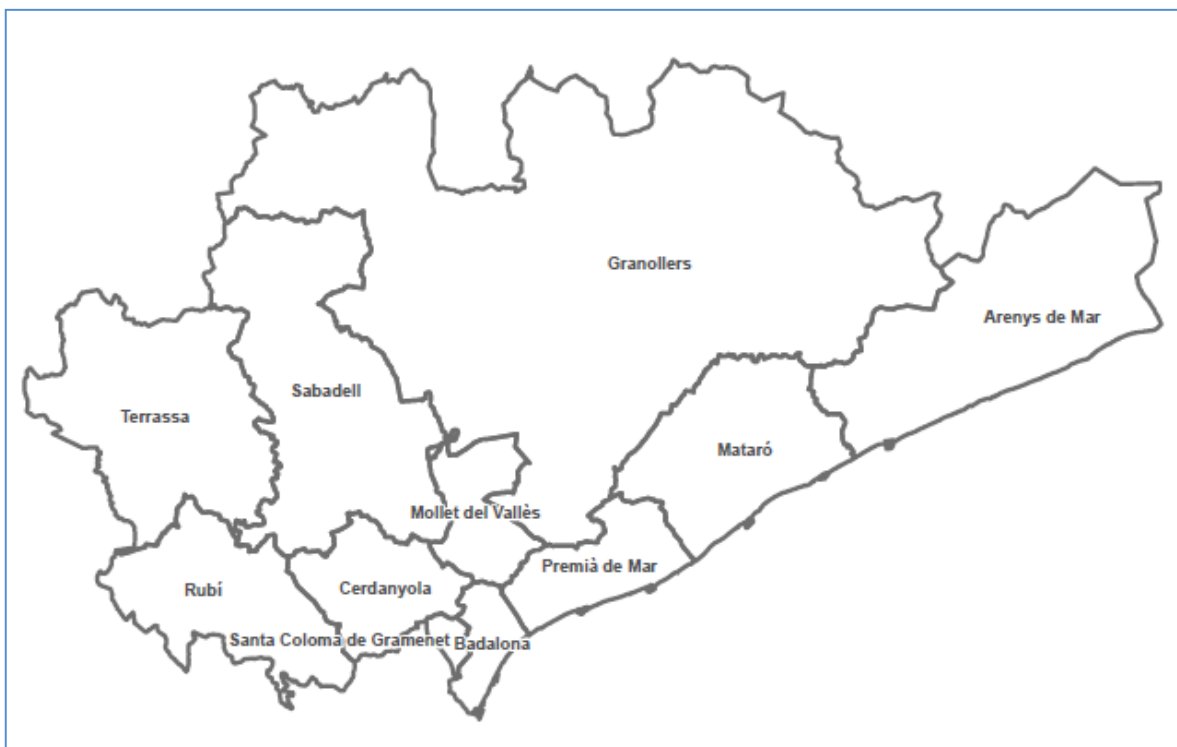 Granollers
Arenys de Mar
Sabadell
Terrassa
Mataró
Mollet del Vallès
Premià de Mar
Rubí
Cerdanyola
Santa Coloma de Gramenet
Badalona